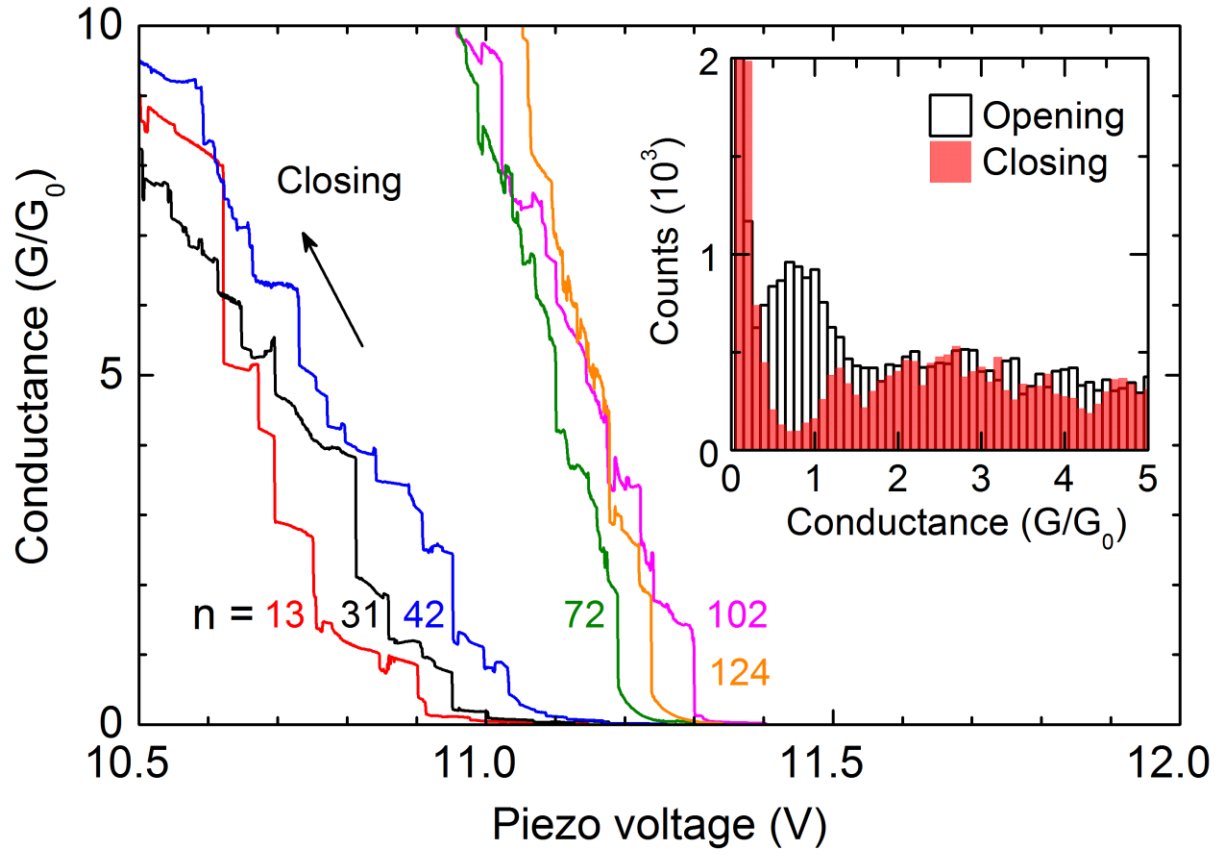 10
5
0
Conductance (G/G0)
Closing
n = 13 31 42 72 102
124
10.5 11.0 11.5 12.0
Piezo voltage (V)
2
1
0
Counts (10³)
Opening
Closing
0 1 2 3 4 5
Conductance (G/G0)